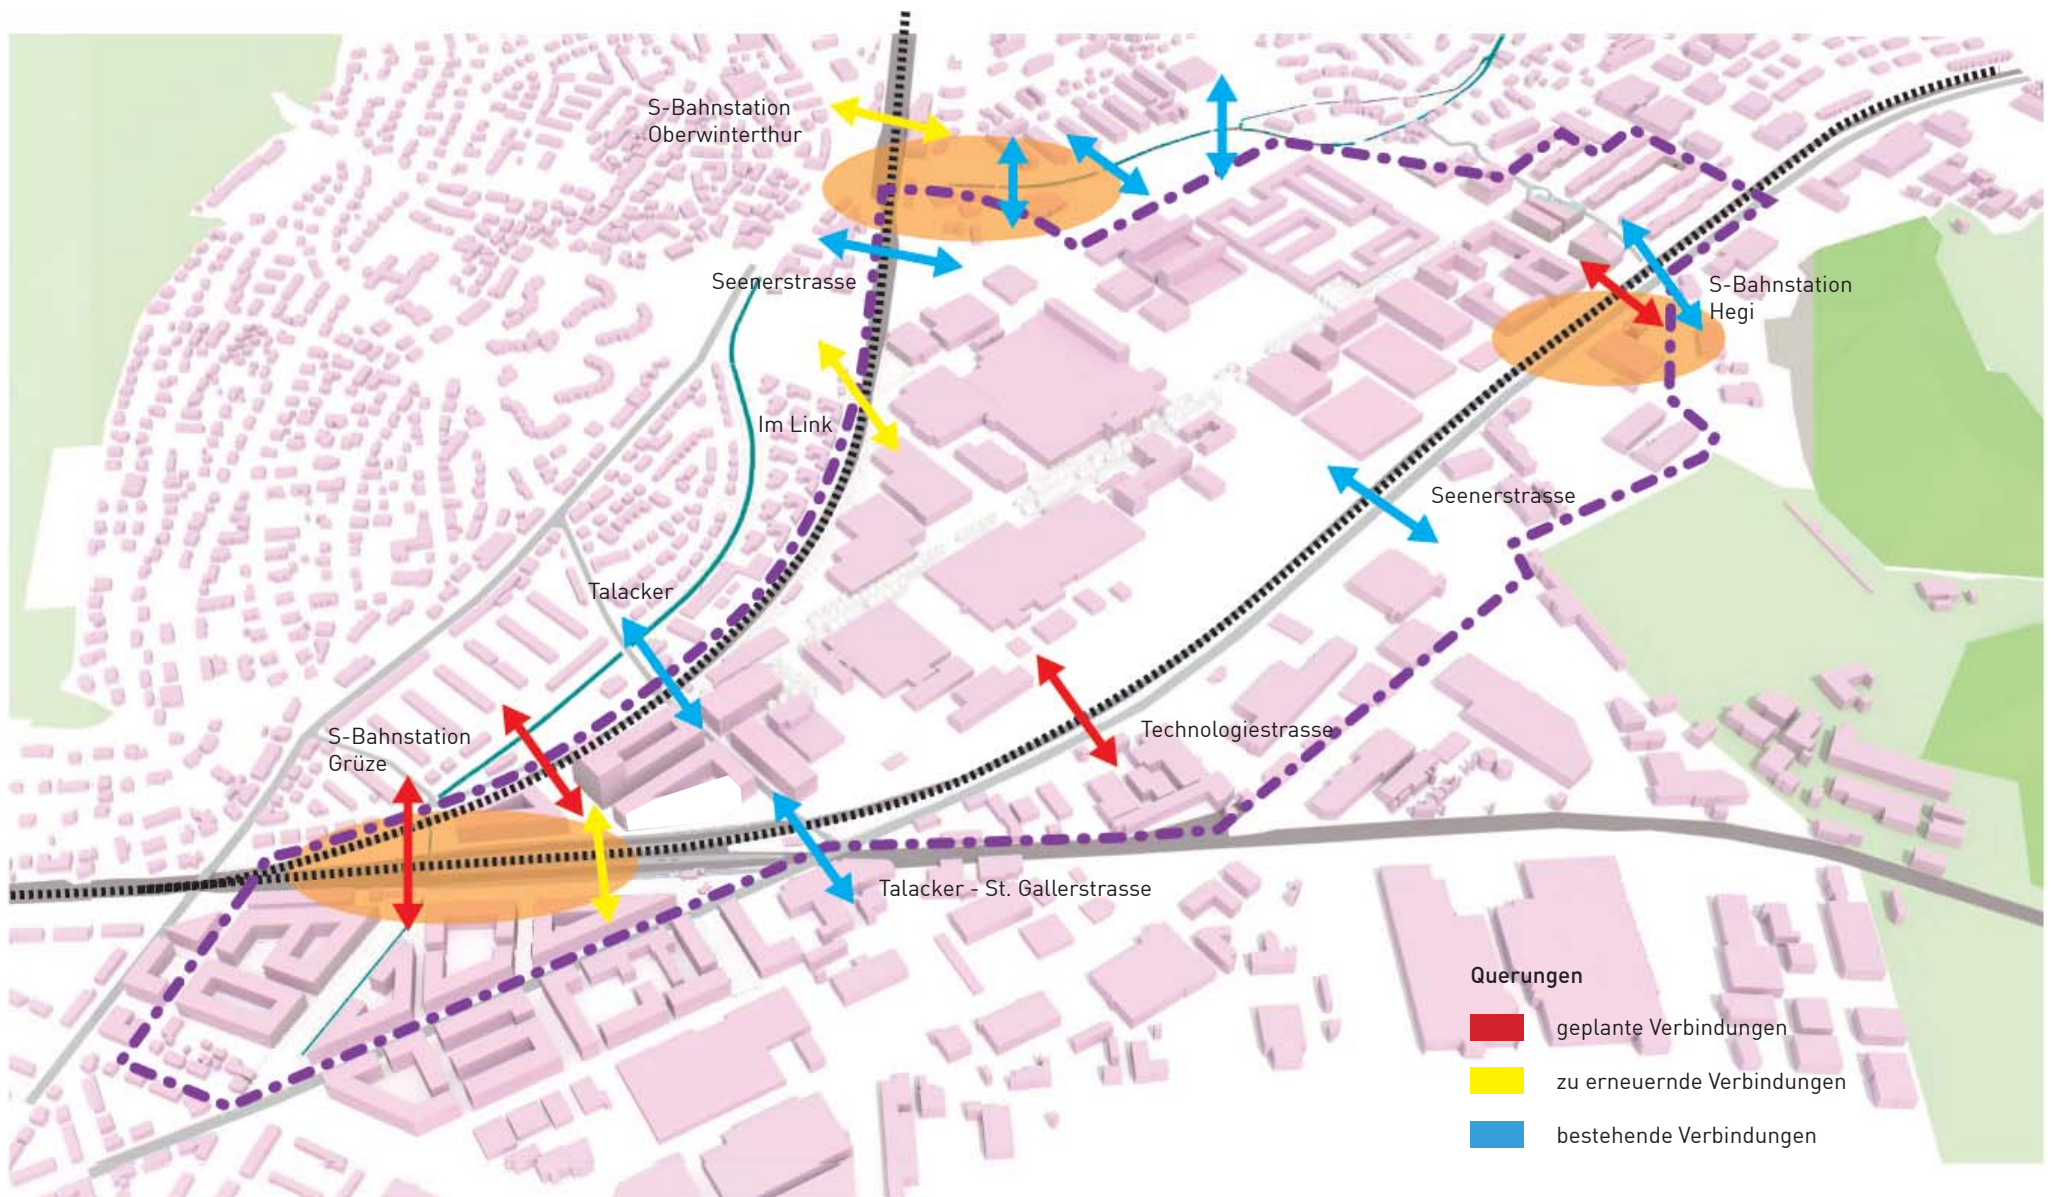 S-Bahnstation
Oberwinterthur
Seenerstrasse
S-Bahnstation
Hegi
Im Link
Seenerstrasse
Talacker
S-Bahnstation
Grüze
Technologiestrasse
Talacker - St. Gallerstrasse
Querungen
geplante Verbindungen
zu erneuernde Verbindungen
bestehende Verbindungen